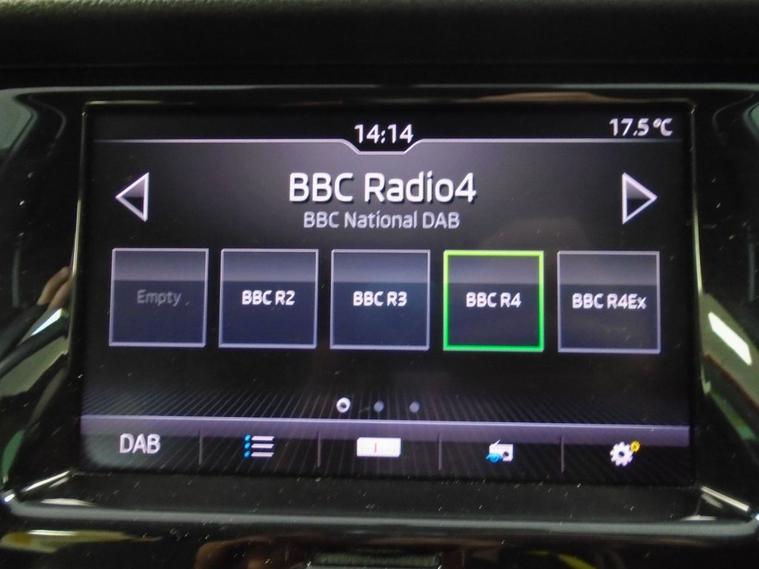 14:14
17.5°C
BBC Radio4
BBC National DAB
Empty
BBC R2
BBC R3
BBC R4
BBC R4Ex
DAB